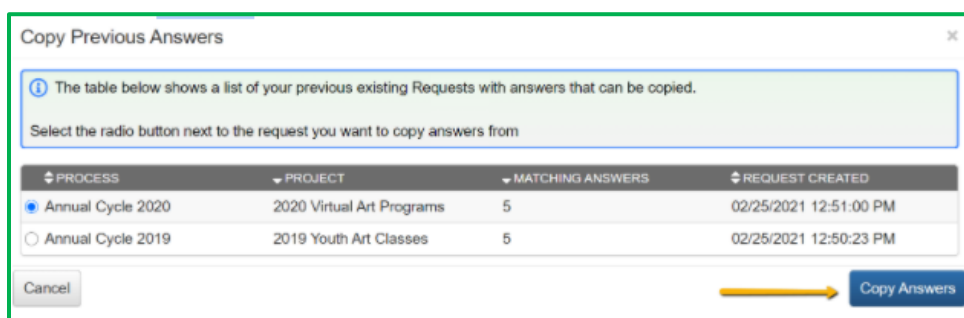 Copy Previous Answers
The table below shows a list of your previous existing Requests with answers that can be copied.
Select the radio button next to the request you want to copy answers from
PROCESS PROJECT MATCHING ANSWERS REQUEST CREATED
Annual Cycle 2020 2020 Virtual Art Programs 5 02/25/2021 12:51:00 PM
Annual Cycle 2019 2019 Youth Art Classes 5 02/25/2021 12:50:23 PM
Cancel Copy Answers